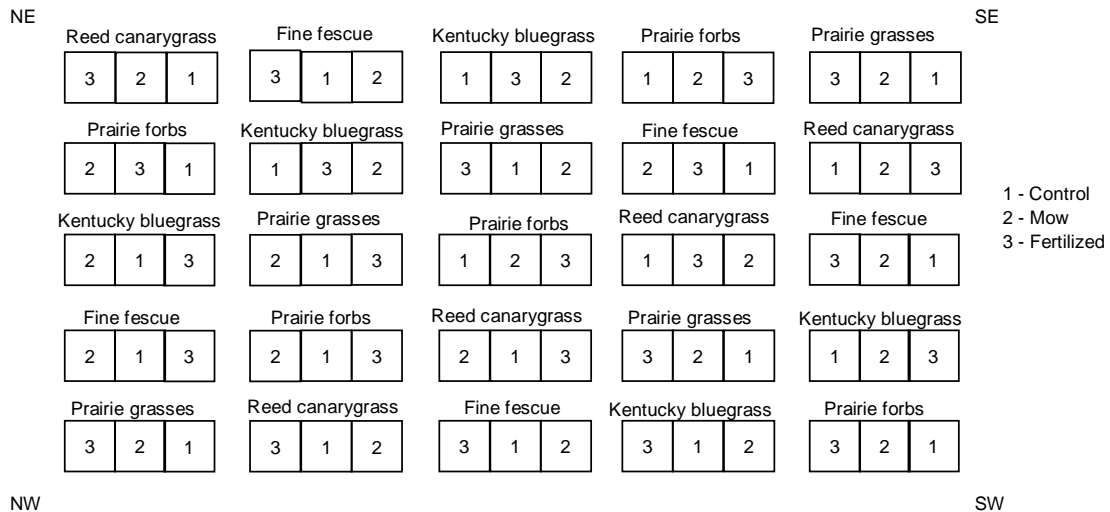 NE SE
Reed canarygrass Fine fescue Kentucky bluegrass Prairie forbs Prairie grasses
3 2 1 3 1 2 1 3 2 1 2 3 3 2 1
Prairie forbs Kentucky bluegrass Prairie grasses Fine fescue Reed canarygrass
2 3 1 1 3 2 3 1 2 2 3 1 1 2 3
1 - Control
2 - Mow
3 - Fertilized
Kentucky bluegrass Prairie grasses Prairie forbs Reed canarygrass Fine fescue
2 1 3 2 1 3 1 2 3 1 3 2 3 2 1
Fine fescue Prairie forbs Reed canarygrass Prairie grasses Kentucky bluegrass
2 1 3 2 1 3 2 1 3 3 2 1 1 2 3
Prairie grasses Reed canarygrass Fine fescue Kentucky bluegrass Prairie forbs
3 2 1 3 1 2 3 1 2 3 1 2 3 2 1
NW SW